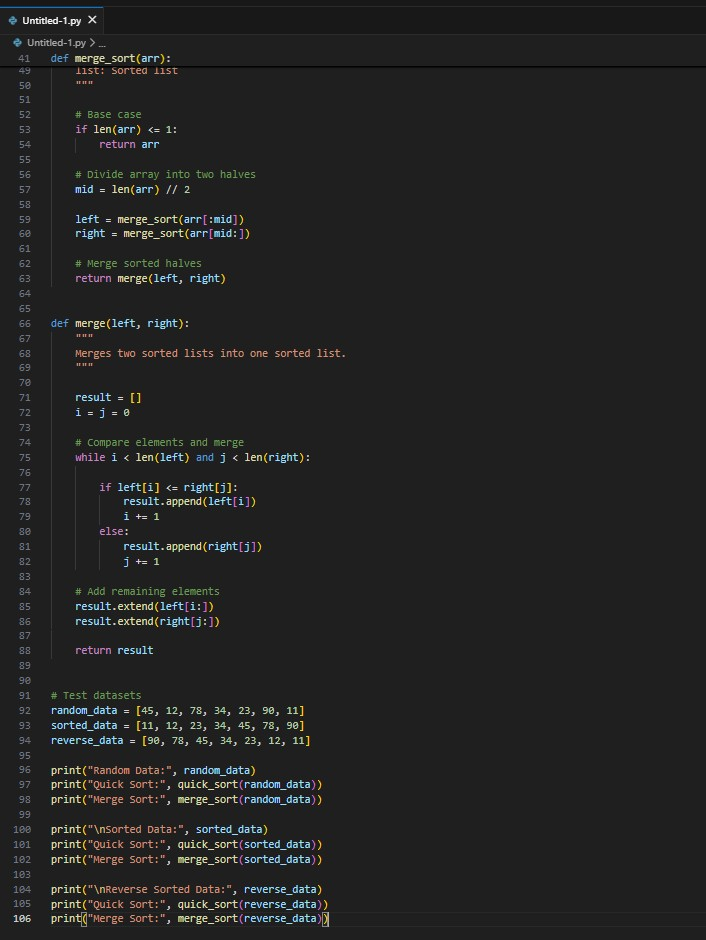 Untitled-1.py
Untitled-1.py > ...
41 def merge_sort(arr):
49     list: Sorted list
50     """
51
52     # Base case
53     if len(arr) <= 1:
54         return arr
55
56     # Divide array into two halves
57     mid = len(arr) // 2
58
59     left = merge_sort(arr[:mid])
60     right = merge_sort(arr[mid:])
61
62     # Merge sorted halves
63     return merge(left, right)
64
65
66 def merge(left, right):
67     """
68     Merges two sorted lists into one sorted list.
69     """
70
71     result = []
72     i = j = 0
73
74     # Compare elements and merge
75     while i < len(left) and j < len(right):
76
77         if left[i] <= right[j]:
78             result.append(left[i])
79             i += 1
80         else:
81             result.append(right[j])
82             j += 1
83
84     # Add remaining elements
85     result.extend(left[i:])
86     result.extend(right[j:])
87
88     return result
89
90
91 # Test datasets
92 random_data = [45, 12, 78, 34, 23, 90, 11]
93 sorted_data = [11, 12, 23, 34, 45, 78, 90]
94 reverse_data = [90, 78, 45, 34, 23, 12, 11]
95
96 print("Random Data:", random_data)
97 print("Quick Sort:", quick_sort(random_data))
98 print("Merge Sort:", merge_sort(random_data))
99
100 print("\nSorted Data:", sorted_data)
101 print("Quick Sort:", quick_sort(sorted_data))
102 print("Merge Sort:", merge_sort(sorted_data))
103
104 print("\nReverse Sorted Data:", reverse_data)
105 print("Quick Sort:", quick_sort(reverse_data))
106 print("Merge Sort:", merge_sort(reverse_data))